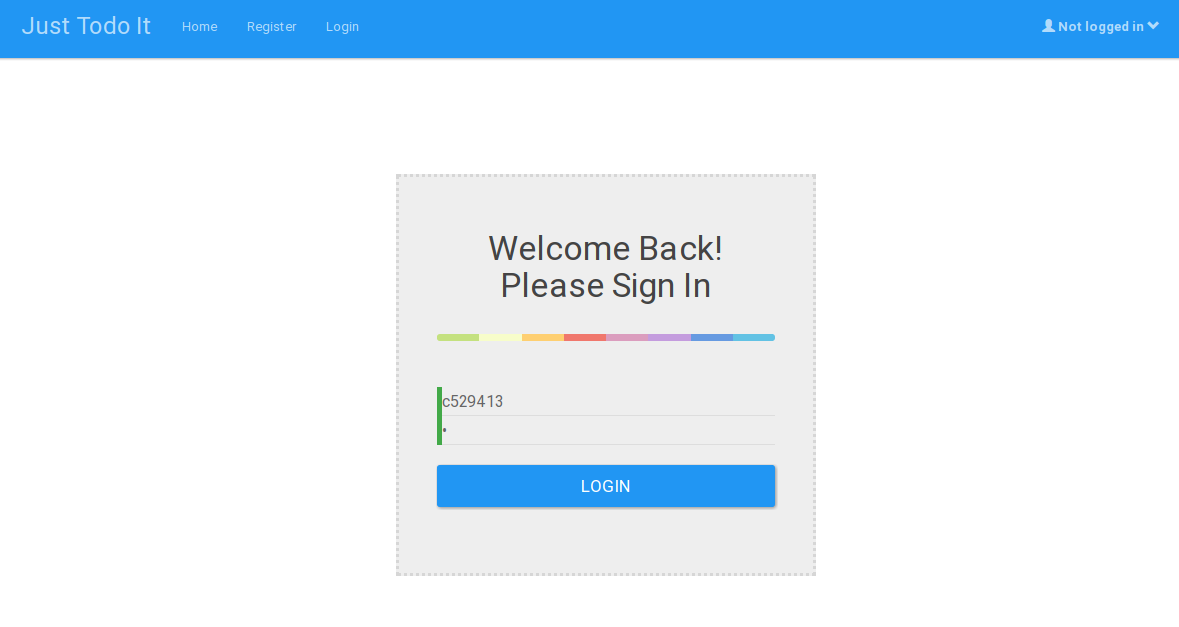 Just Todo It Home Register Login Not logged in
Welcome Back!
Please Sign In
c529413
•
LOGIN